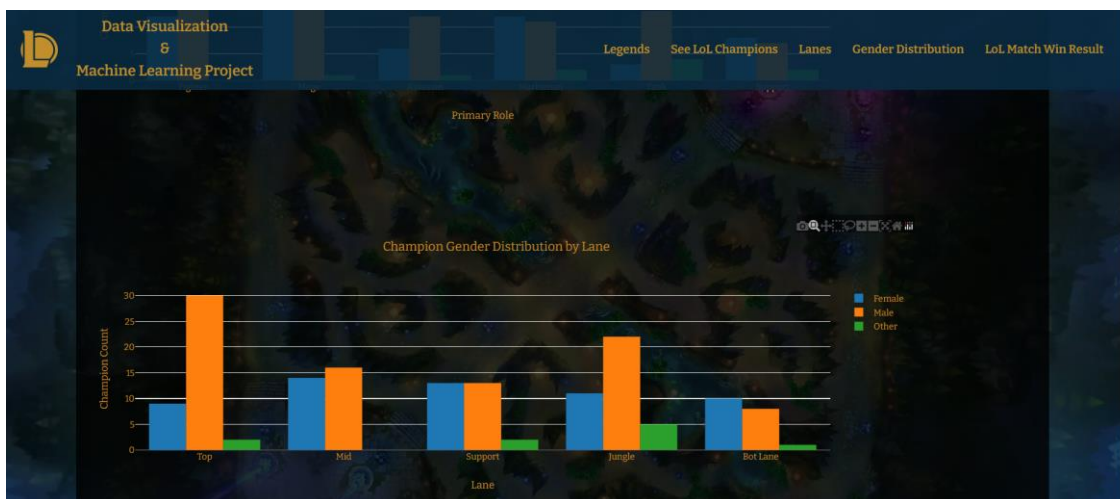 Data Visualization
&
Machine Learning Project
Legends See LoL Champions Lanes Gender Distribution LoL Match Win Result
Primary Role
Champion Gender Distribution by Lane
Champion Count
30
25
20
15
10
5
0
Top Mid Support Jungle Bot Lane
Lane
Female
Male
Other